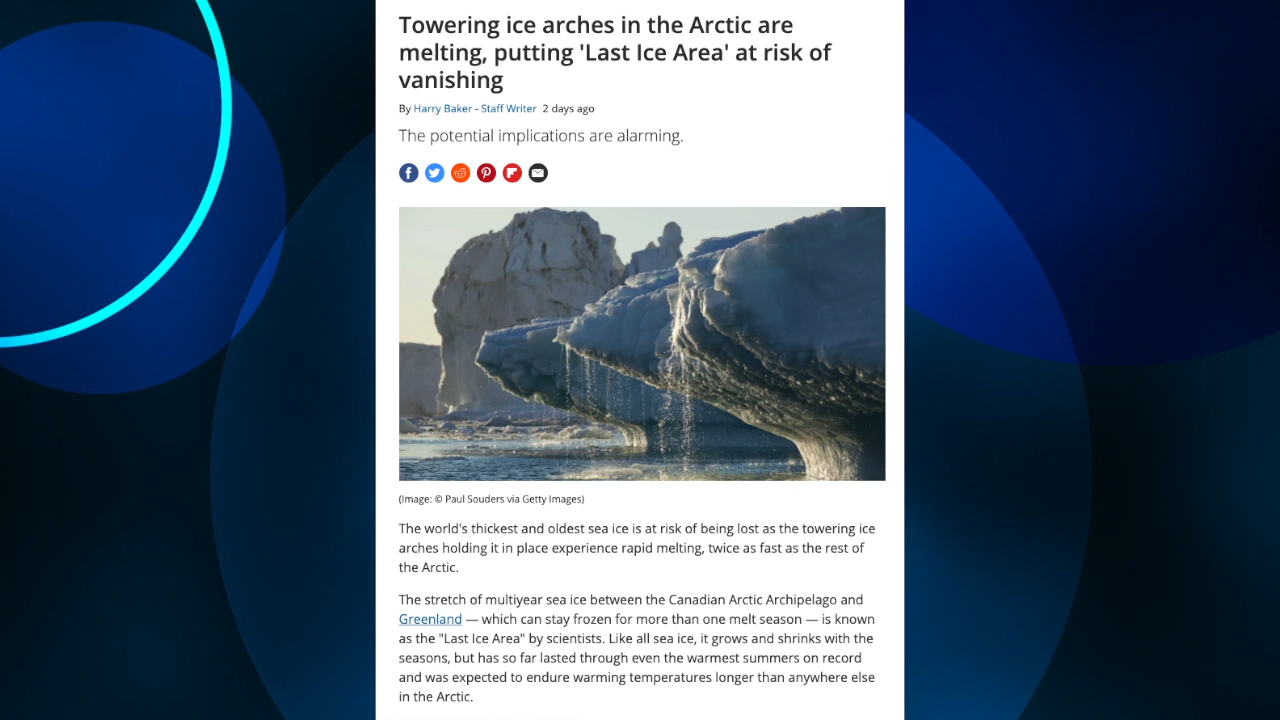 Towering ice arches in the Arctic are
melting, putting 'Last Ice Area' at risk of
vanishing
By Harry Baker - Staff Writer 2 days ago
The potential implications are alarming.
(Image: © Paul Souders via Getty Images)
The world's thickest and oldest sea ice is at risk of being lost as the towering ice
arches holding it in place experience rapid melting, twice as fast as the rest of
the Arctic.
The stretch of multiyear sea ice between the Canadian Arctic Archipelago and
Greenland — which can stay frozen for more than one melt season — is known
as the "Last Ice Area" by scientists. Like all sea ice, it grows and shrinks with the
seasons, but has so far lasted through even the warmest summers on record
and was expected to endure warming temperatures longer than anywhere else
in the Arctic.